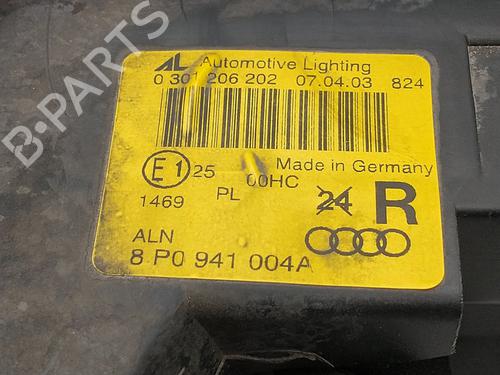 AL Automotive Lighting
0 301 206 202 07.04.03 824
Made in Germany
E1 25 00HC
1469 PL 24 R
ALN
8 P0 941 004A
B-PARTS